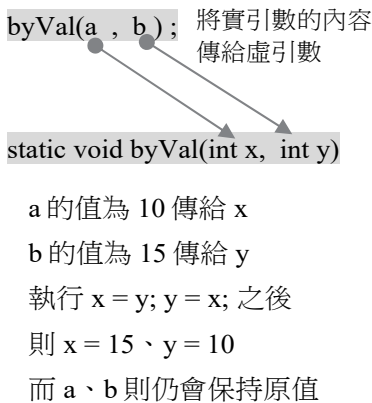 byVal(a , b ) ;
將實引數的內容
傳給虛引數
static void byVal(int x, int y)
a 的值為 10 傳給 x
b 的值為 15 傳給 y
執行 x = y; y = x; 之後
則 x = 15、y = 10
而 a、b 則仍會保持原值